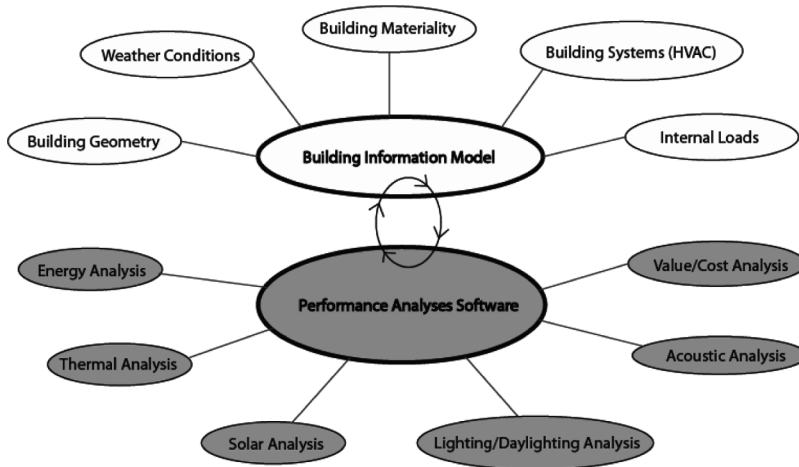 Building Materiality
Weather Conditions
Building Systems (HVAC)
Building Geometry
Building Information Model
Internal Loads
Energy Analysis
Value/Cost Analysis
Performance Analyses Software
Thermal Analysis
Acoustic Analysis
Solar Analysis
Lighting/Daylighting Analysis